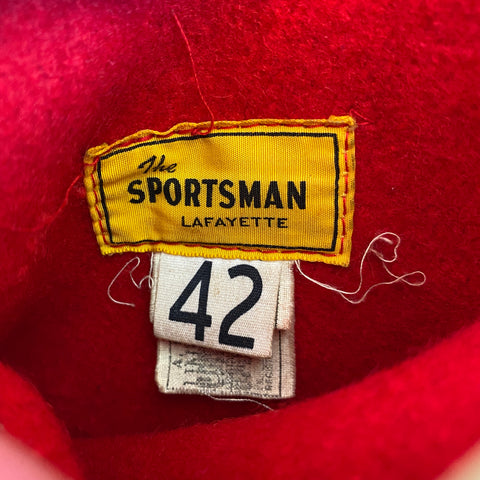 The
SPORTSMAN
LAFAYETTE
42